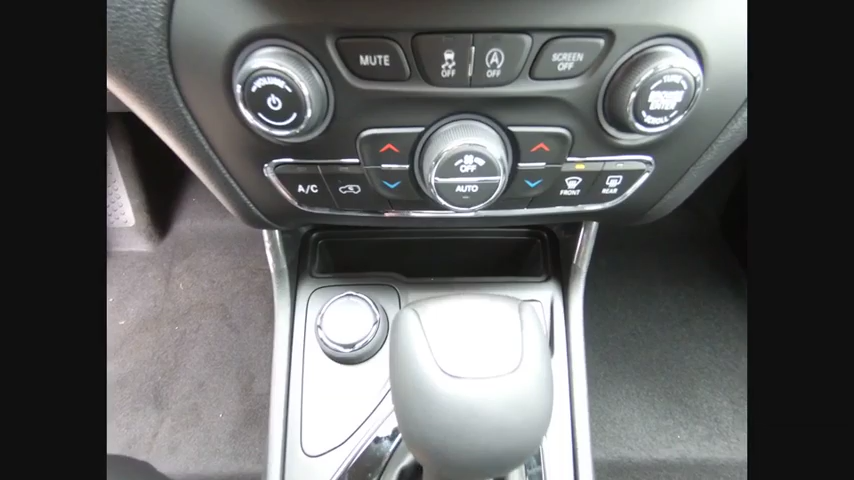 VOLUME
MUTE
OFF
A
OFF
SCREEN
OFF
TUNE
BROWSE
ENTER
SCROLL
A/C
OFF
AUTO
FRONT
REAR